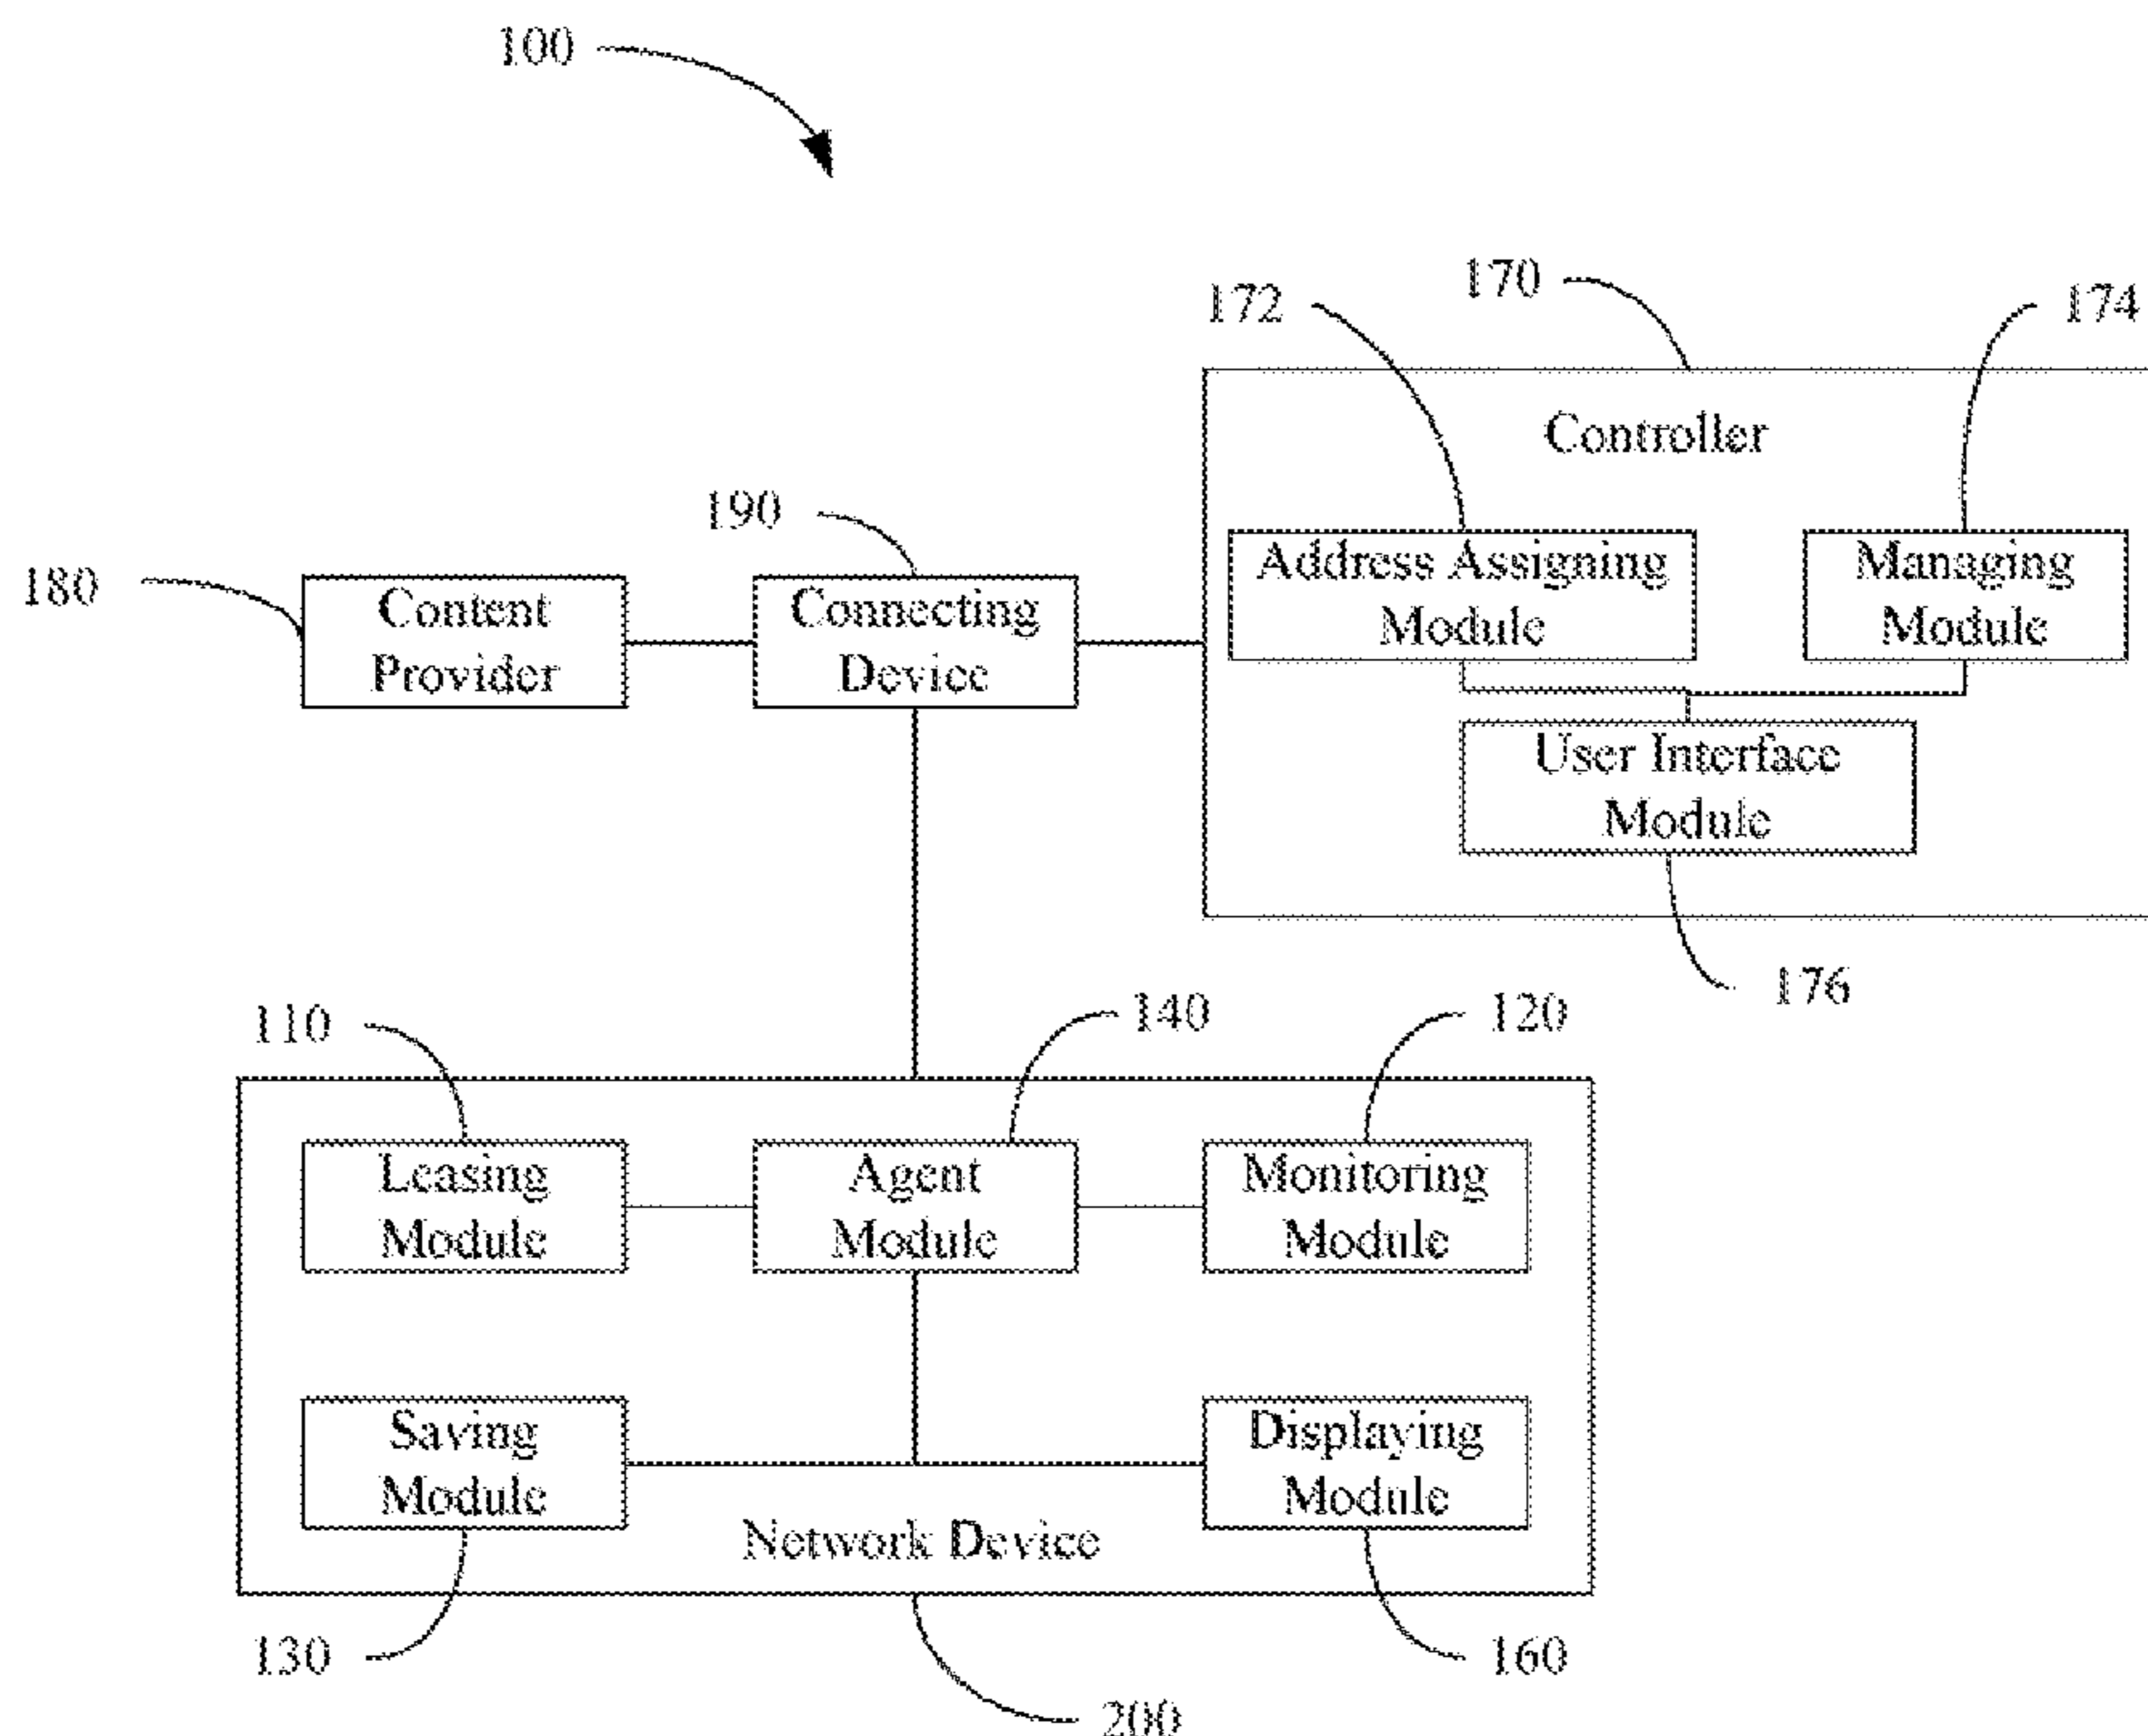 100
170
172
174
Controller
190
180
Content
Provider
Connecting
Device
Address Assigning
Module
Managing
Module
User Interface
Module
176
110
140
120
Leasing
Module
Agent
Module
Monitoring
Module
Saving
Module
Displaying
Module
Network Device
130
160
200